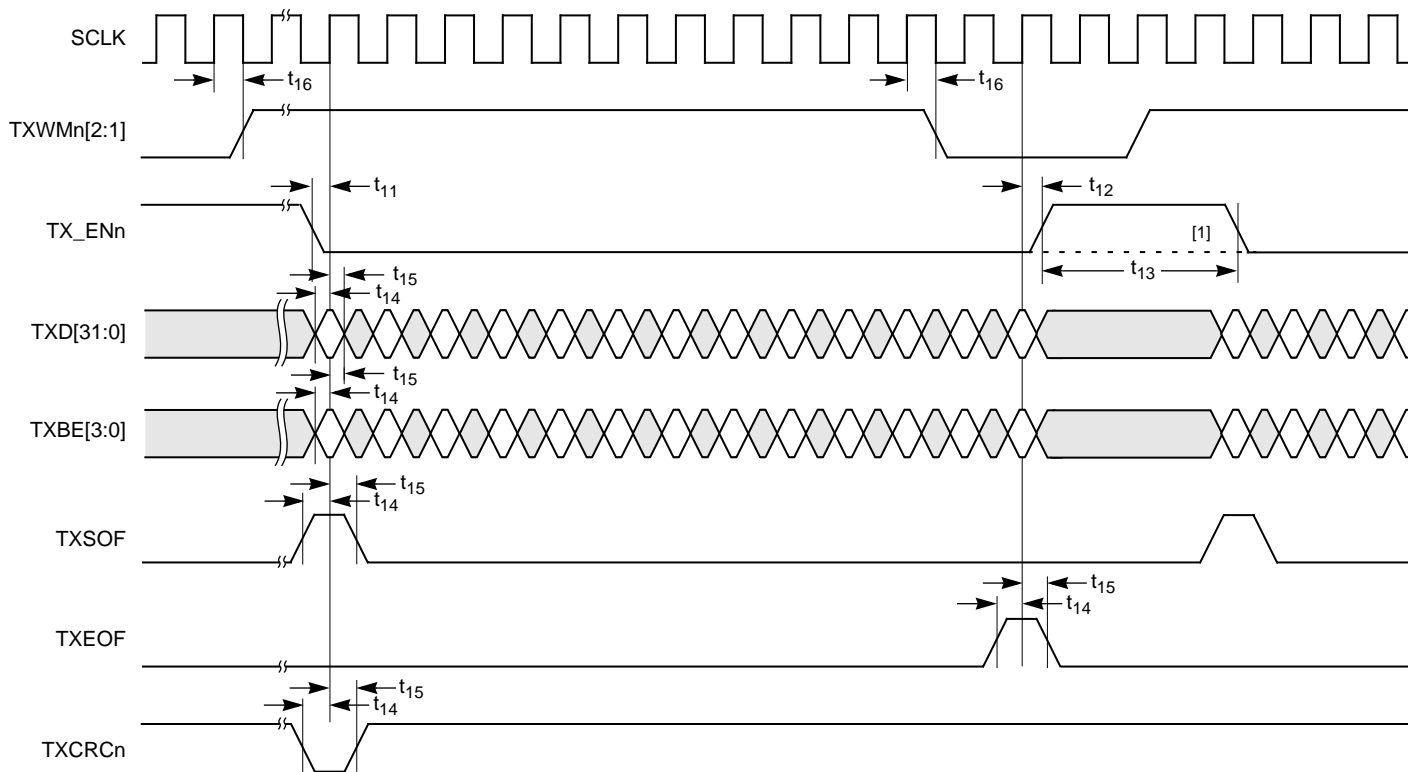 SCLK
t16 t16
TXWMn[2:1]
t11 t12
TX_ENn
[1]
t13
t15
t14
TXD[31:0]
t15
t14
TXBE[3:0]
t15
t14
TXSOF
t15
t14
TXEOF
t15
t14
TXCRCn